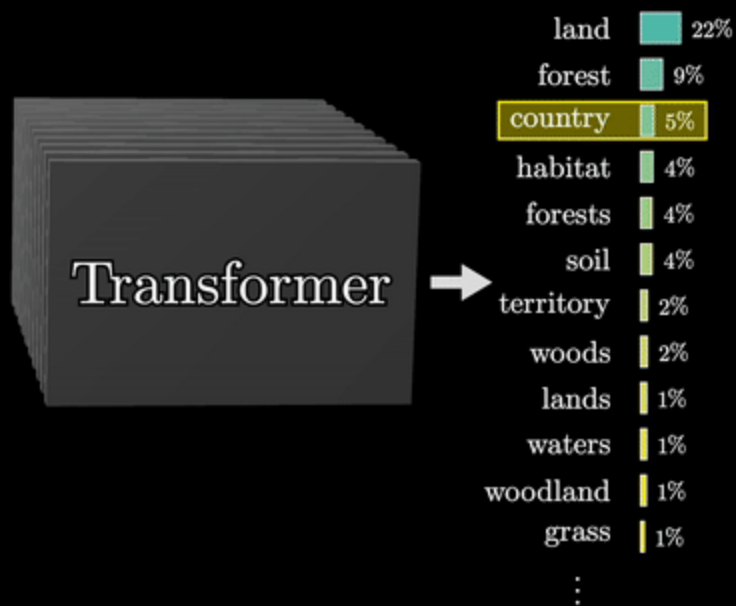 Transformer
land 22%
forest 9%
country 5%
habitat 4%
forests 4%
soil 4%
territory 2%
woods 2%
lands 1%
waters 1%
woodland 1%
grass 1%
⋮